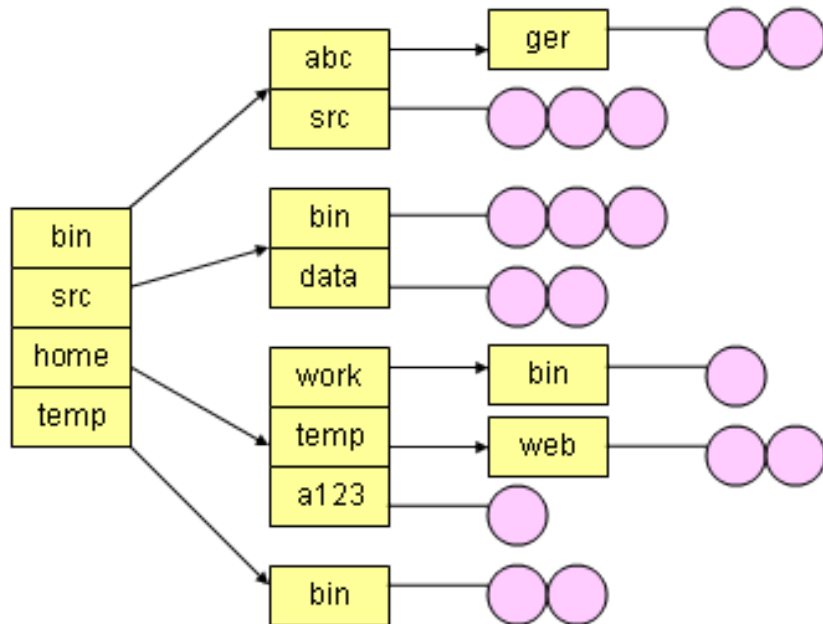 bin
src
home
temp
abc
src
ger
bin
data
work
temp
a123
bin
web
bin